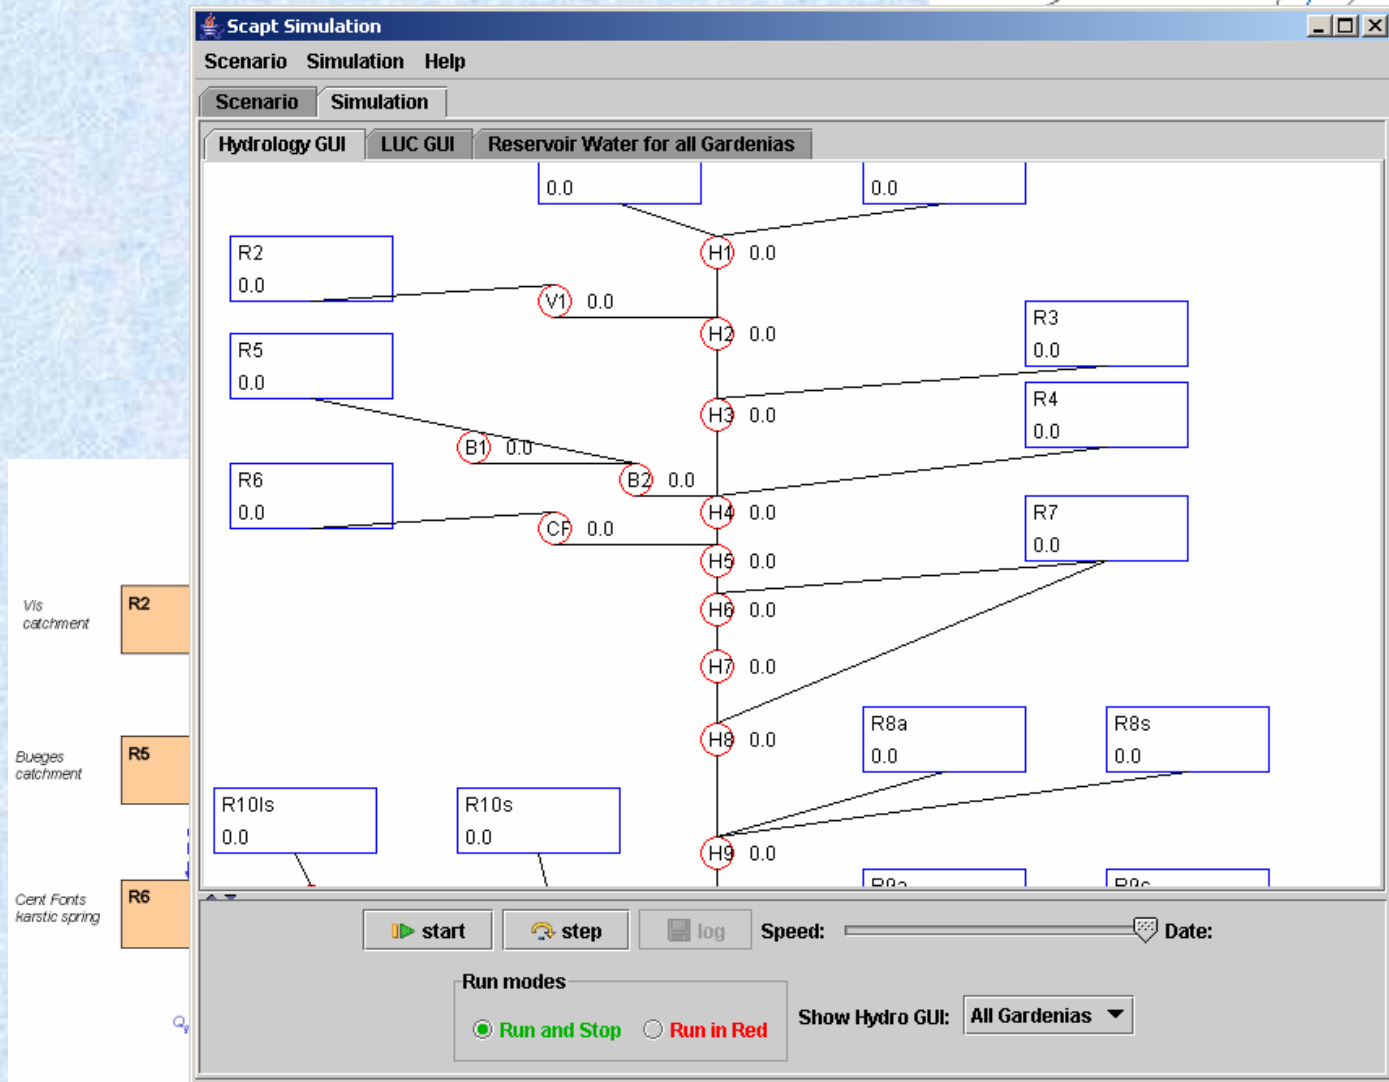 Scapt Simulation
Scenario Simulation Help
Scenario Simulation
Hydrology GUI LUC GUI Reservoir Water for all Gardenias
0.0 0.0
R2
0.0
H1 0.0
V1 0.0
H2 0.0
R3
0.0
R5
0.0
H3 0.0
R4
0.0
B1 0.0
B2 0.0
R6
0.0
H4 0.0
R7
0.0
CF 0.0
H5 0.0
H6 0.0
H7 0.0
H8 0.0
R8a
0.0
R8s
0.0
R10ls
0.0
R10s
0.0
H9 0.0
R9a R9s
Vis
catchment
R2
Bueges
catchment
R5
Cent Fonts
karstic spring
R6
start step log Speed: Date:
Run modes
Run and Stop Run in Red
Show Hydro GUI: All Gardenias